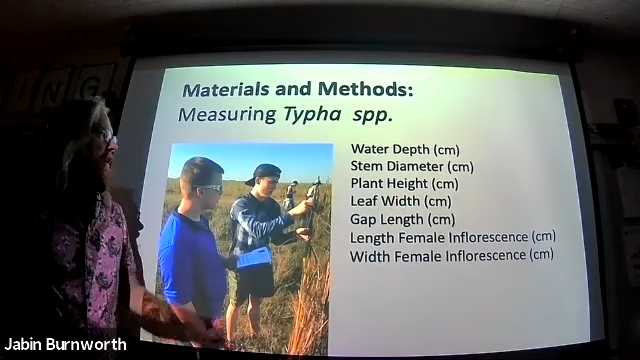 ING
Materials and Methods:
Measuring Typha spp.
Water Depth (cm)
Stem Diameter (cm)
Plant Height (cm)
Leaf Width (cm)
Gap Length (cm)
Length Female Inflorescence (cm)
Width Female Inflorescence (cm)
Jabin Burnworth